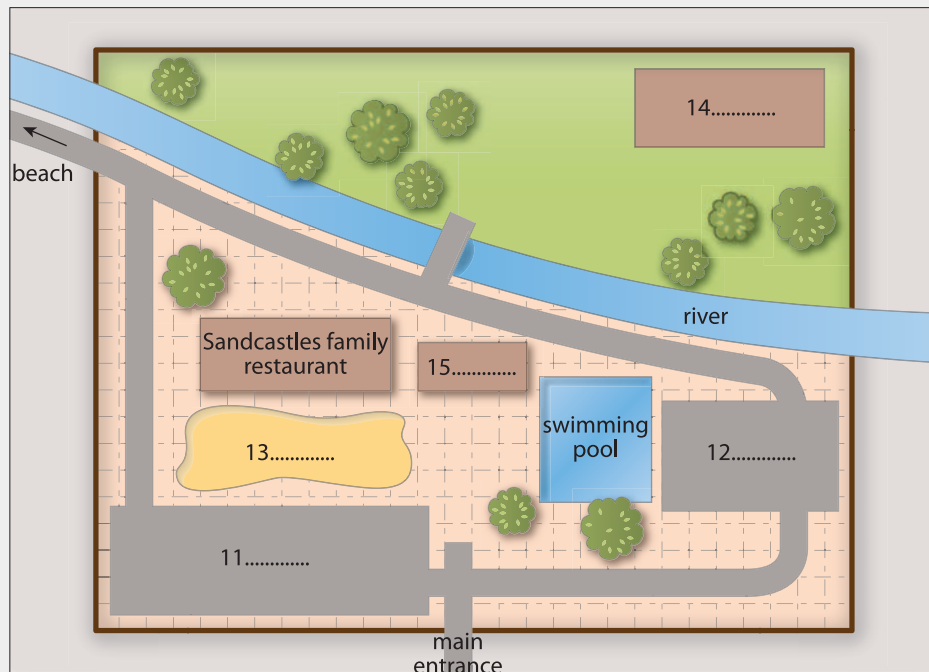 14.............
beach
river
Sandcastles family
restaurant
15.............
swimming
pool
13.............
12.............
11.............
main
entrance